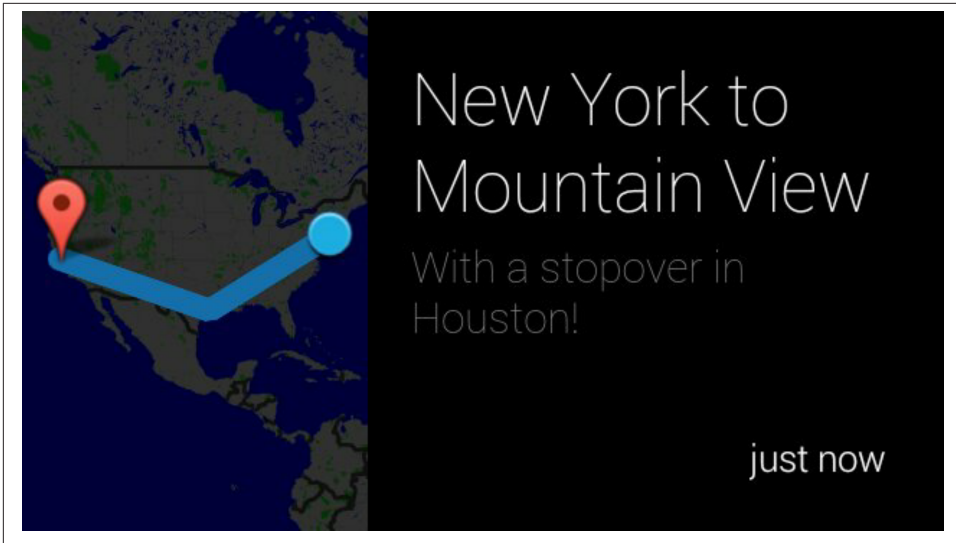 New York to
Mountain View
With a stopover in
Houston!
just now